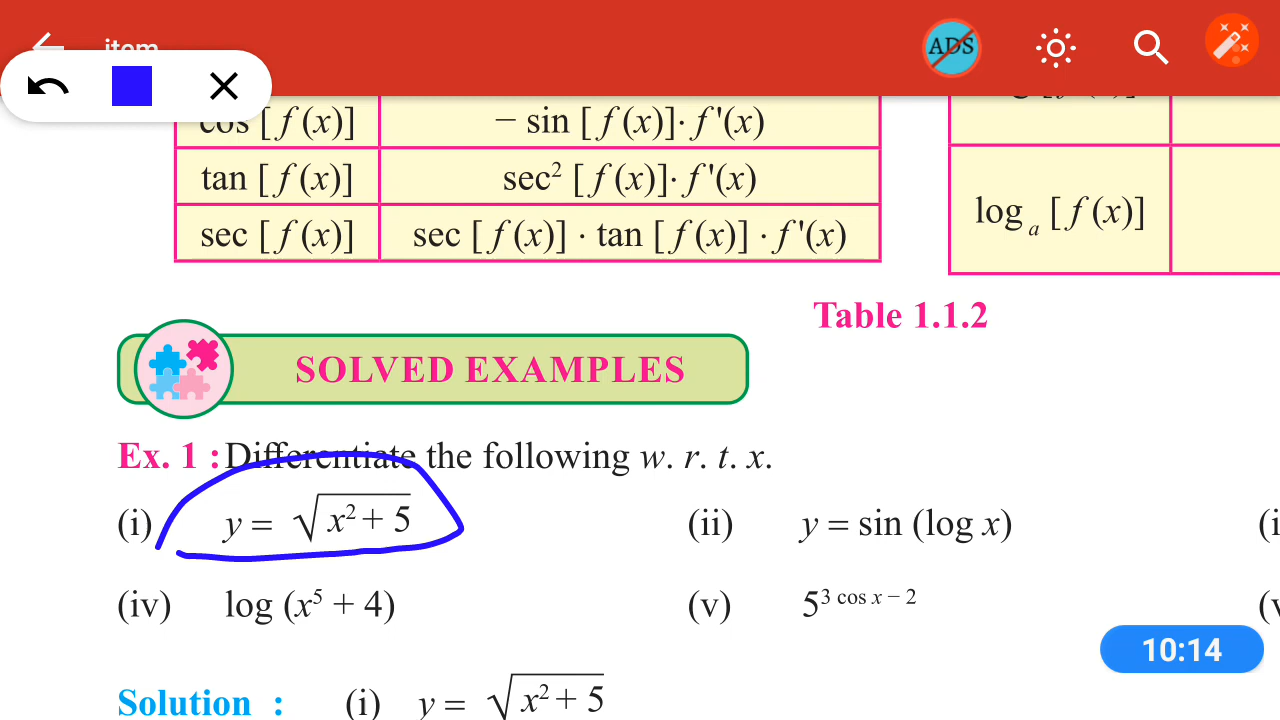 item
ADS
cos [f(x)] − sin [f(x)]· f '(x)
tan [f(x)] sec² [f(x)]· f '(x)
sec [f(x)] sec [f(x)] · tan [f(x)] · f '(x)
logₐ [f(x)]
Table 1.1.2
SOLVED EXAMPLES
Ex. 1 : Differentiate the following w. r. t. x.
(i) y = √(x² + 5) (ii) y = sin (log x)
(iv) log (x⁵ + 4) (v) 5^(3 cos x − 2)
10:14
Solution : (i) y = √(x² + 5)